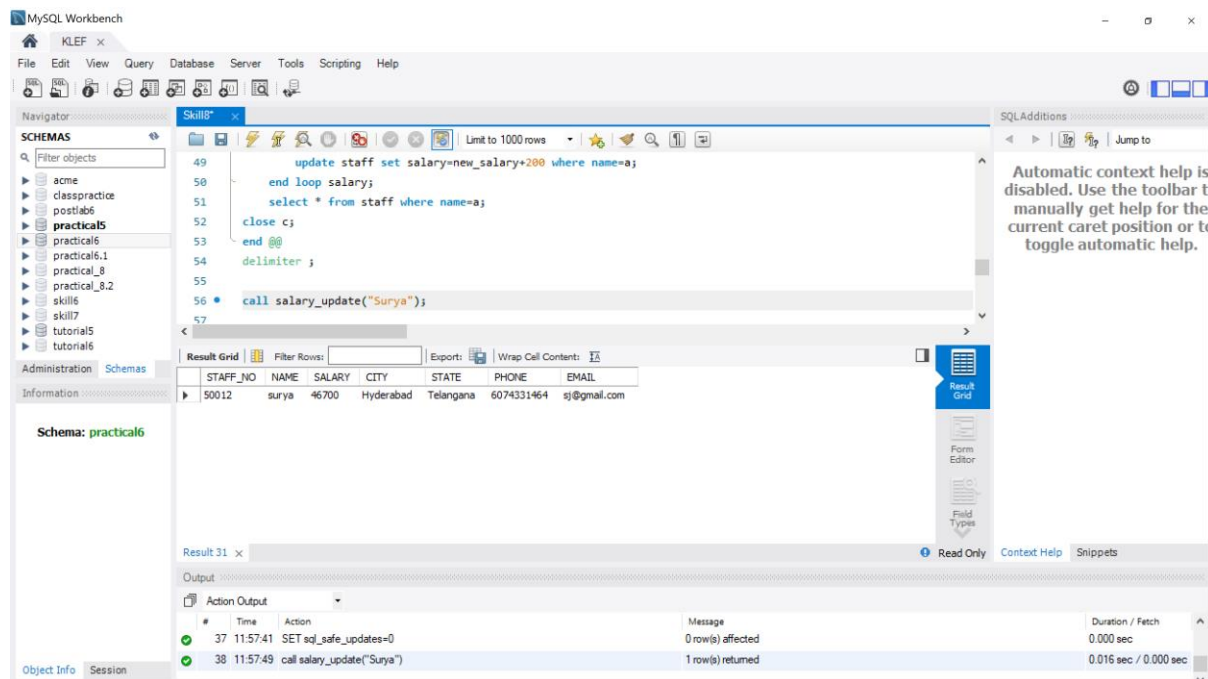 MySQL Workbench
KLEF
File Edit View Query Database Server Tools Scripting Help
Navigator
SCHEMAS
Filter objects
acme
classpractice
postlab6
practical5
practical6
practical6.1
practical_8
practical_8.2
skill6
skill7
tutorial5
tutorial6
Administration Schemas
Information
Schema: practical6
Object Info Session
Skill8*
Limit to 1000 rows
49 update staff set salary=new_salary+200 where name=a;
50 end loop salary;
51 select * from staff where name=a;
52 close c;
53 end @@
54 delimiter ;
55
56 call salary_update("Surya");
57
Result Grid Filter Rows: Export: Wrap Cell Content:
STAFF_NO NAME SALARY CITY STATE PHONE EMAIL
50012 surya 46700 Hyderabad Telangana 6074331464 sj@gmail.com
Result Grid
Form Editor
Field Types
Result 31
Read Only
SQLAdditions
Jump to
Automatic context help is
disabled. Use the toolbar t
manually get help for the
current caret position or to
toggle automatic help.
Context Help Snippets
Output
Action Output
# Time Action Message Duration / Fetch
37 11:57:41 SET sql_safe_updates=0 0 row(s) affected 0.000 sec
38 11:57:49 call salary_update("Surya") 1 row(s) returned 0.016 sec / 0.000 sec